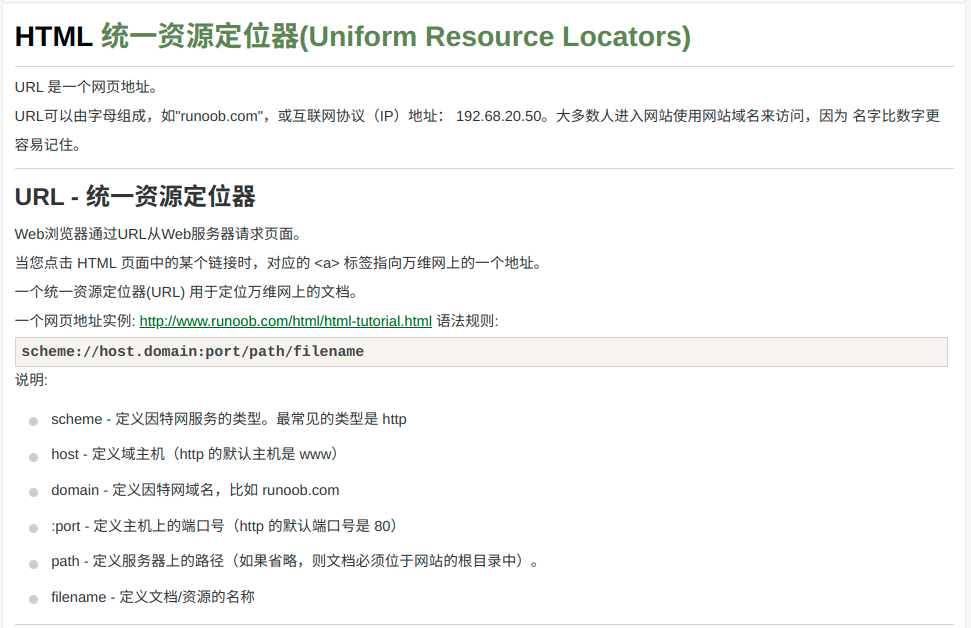 HTML 统一资源定位器(Uniform Resource Locators)
URL 是一个网页地址。
URL可以由字母组成，如"runoob.com"，或互联网协议（IP）地址： 192.68.20.50。大多数人进入网站使用网站域名来访问，因为 名字比数字更
容易记住。
URL - 统一资源定位器
Web浏览器通过URL从Web服务器请求页面。
当您点击 HTML 页面中的某个链接时，对应的 <a> 标签指向万维网上的一个地址。
一个统一资源定位器(URL) 用于定位万维网上的文档。
一个网页地址实例: http://www.runoob.com/html/html-tutorial.html 语法规则:
scheme://host.domain:port/path/filename
说明:
scheme - 定义因特网服务的类型。最常见的类型是 http
host - 定义域主机（http 的默认主机是 www）
domain - 定义因特网域名，比如 runoob.com
:port - 定义主机上的端口号（http 的默认端口号是 80）
path - 定义服务器上的路径（如果省略，则文档必须位于网站的根目录中）。
filename - 定义文档/资源的名称